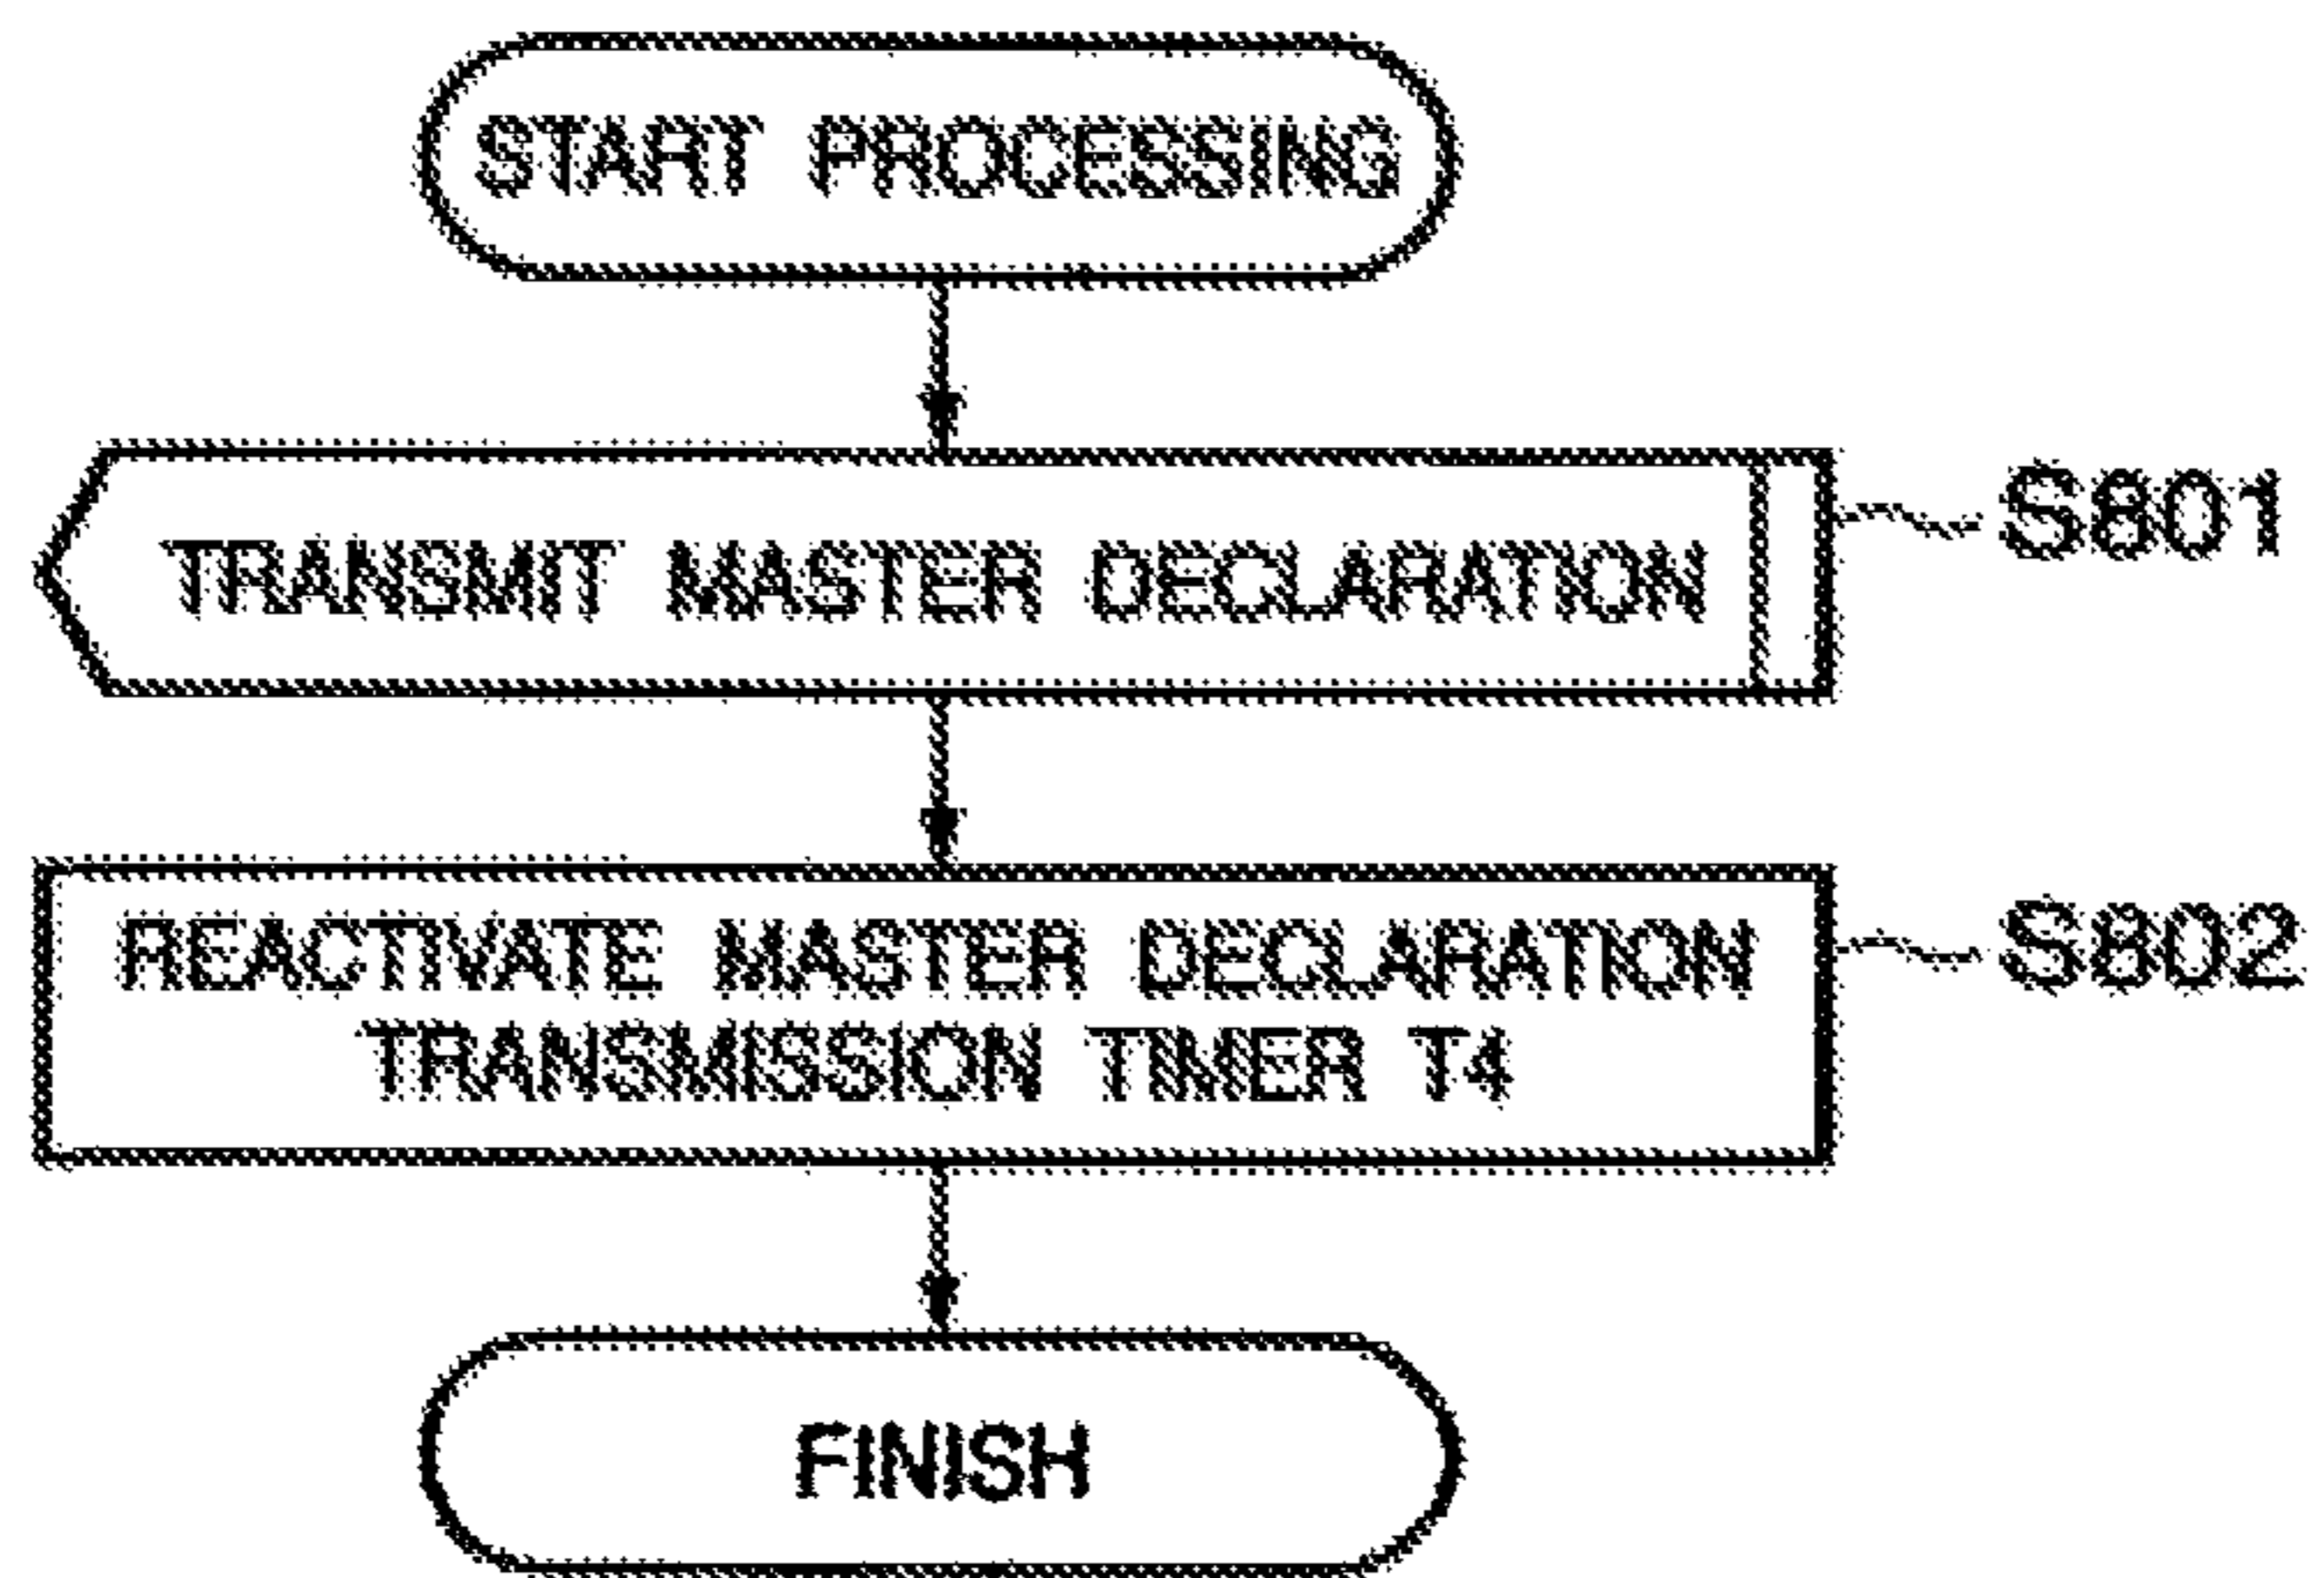 START PROCESSING
TRANSMIT MASTER DECLARATION
S801
REACTIVATE MASTER DECLARATION
TRANSMISSION TIMER T4
S802
FINISH